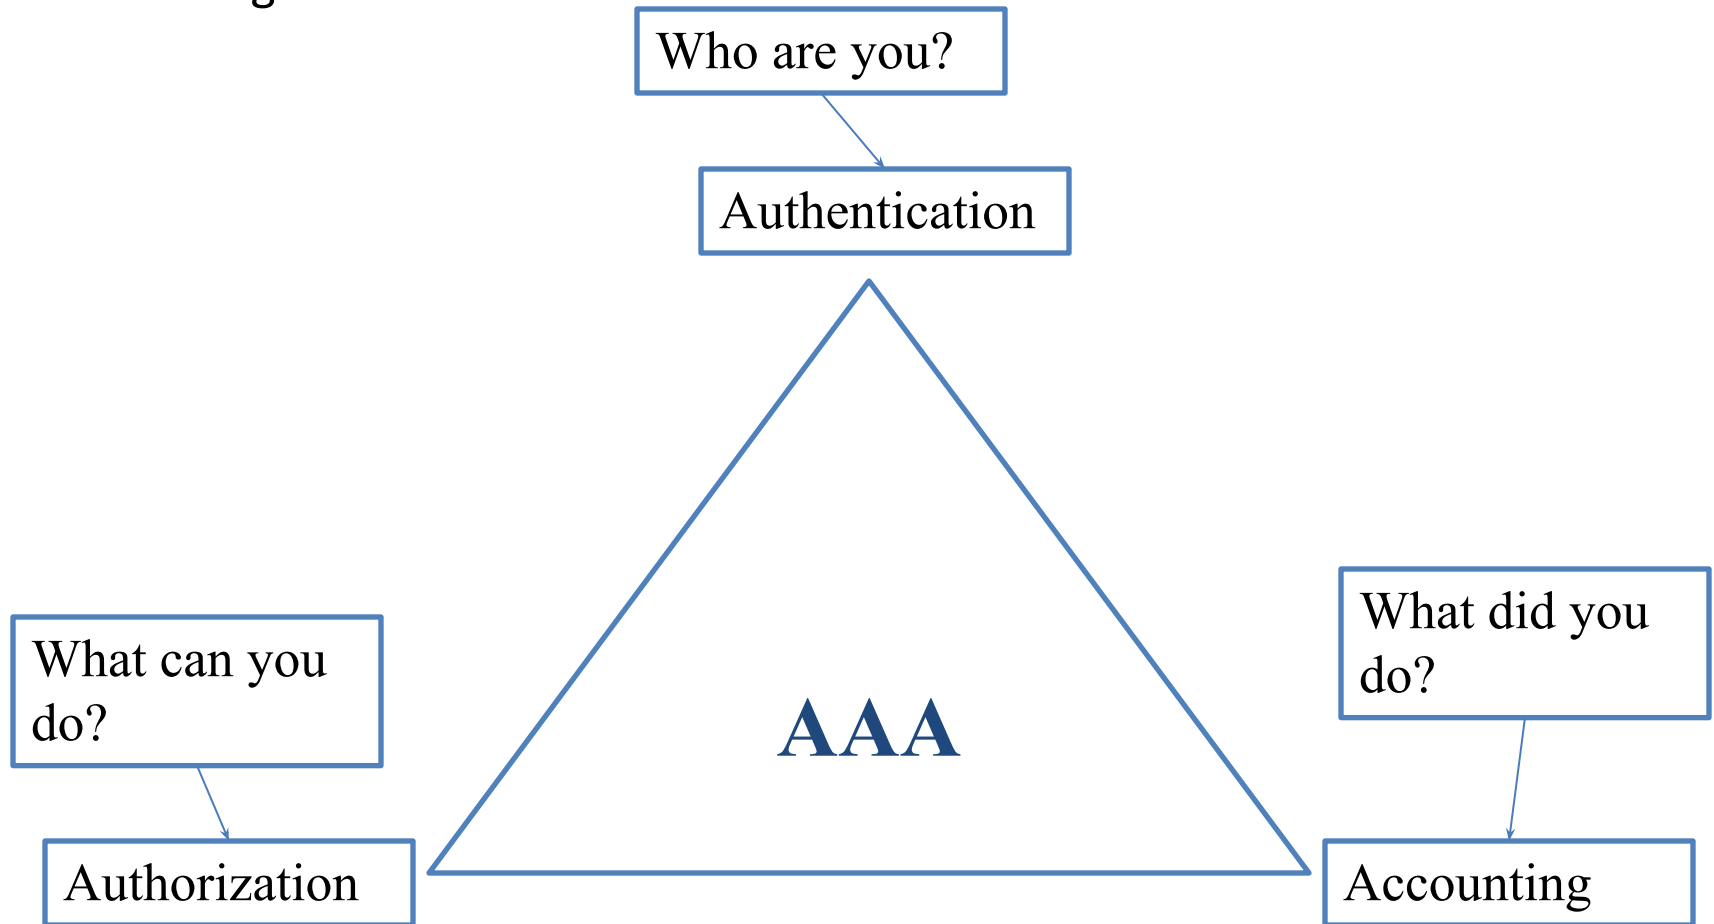 Who are you?
Authentication
What did you
do?
What can you
do?
AAA
Authorization
Accounting